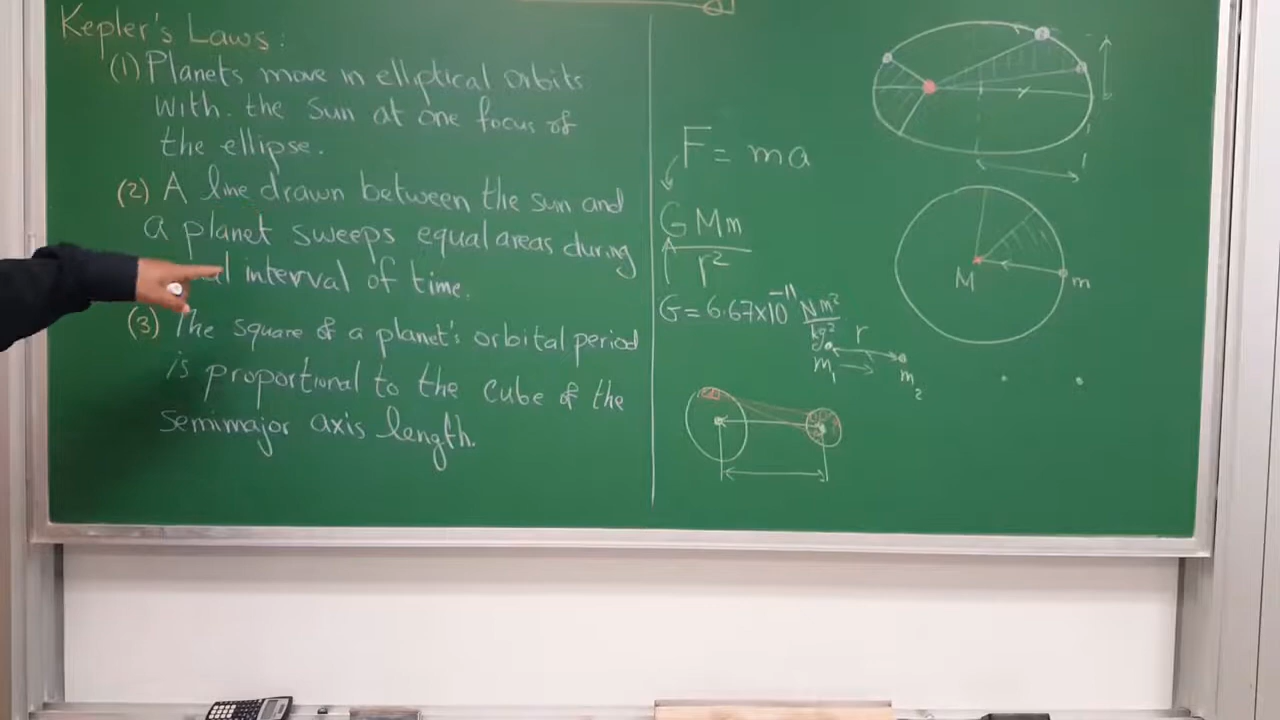 Kepler's Laws:
(1) Planets move in elliptical orbits
with. the sun at one focus of
the ellipse.
(2) A line drawn between the sun and
a planet sweeps equal areas during
interval of time.
(3) The square of a planet's orbital period
is proportional to the cube of the
semimajor axis length.
F = ma
G M m
r²
G = 6.67×10⁻¹¹ Nm²
kg²
r
m₁
m₂
M
m